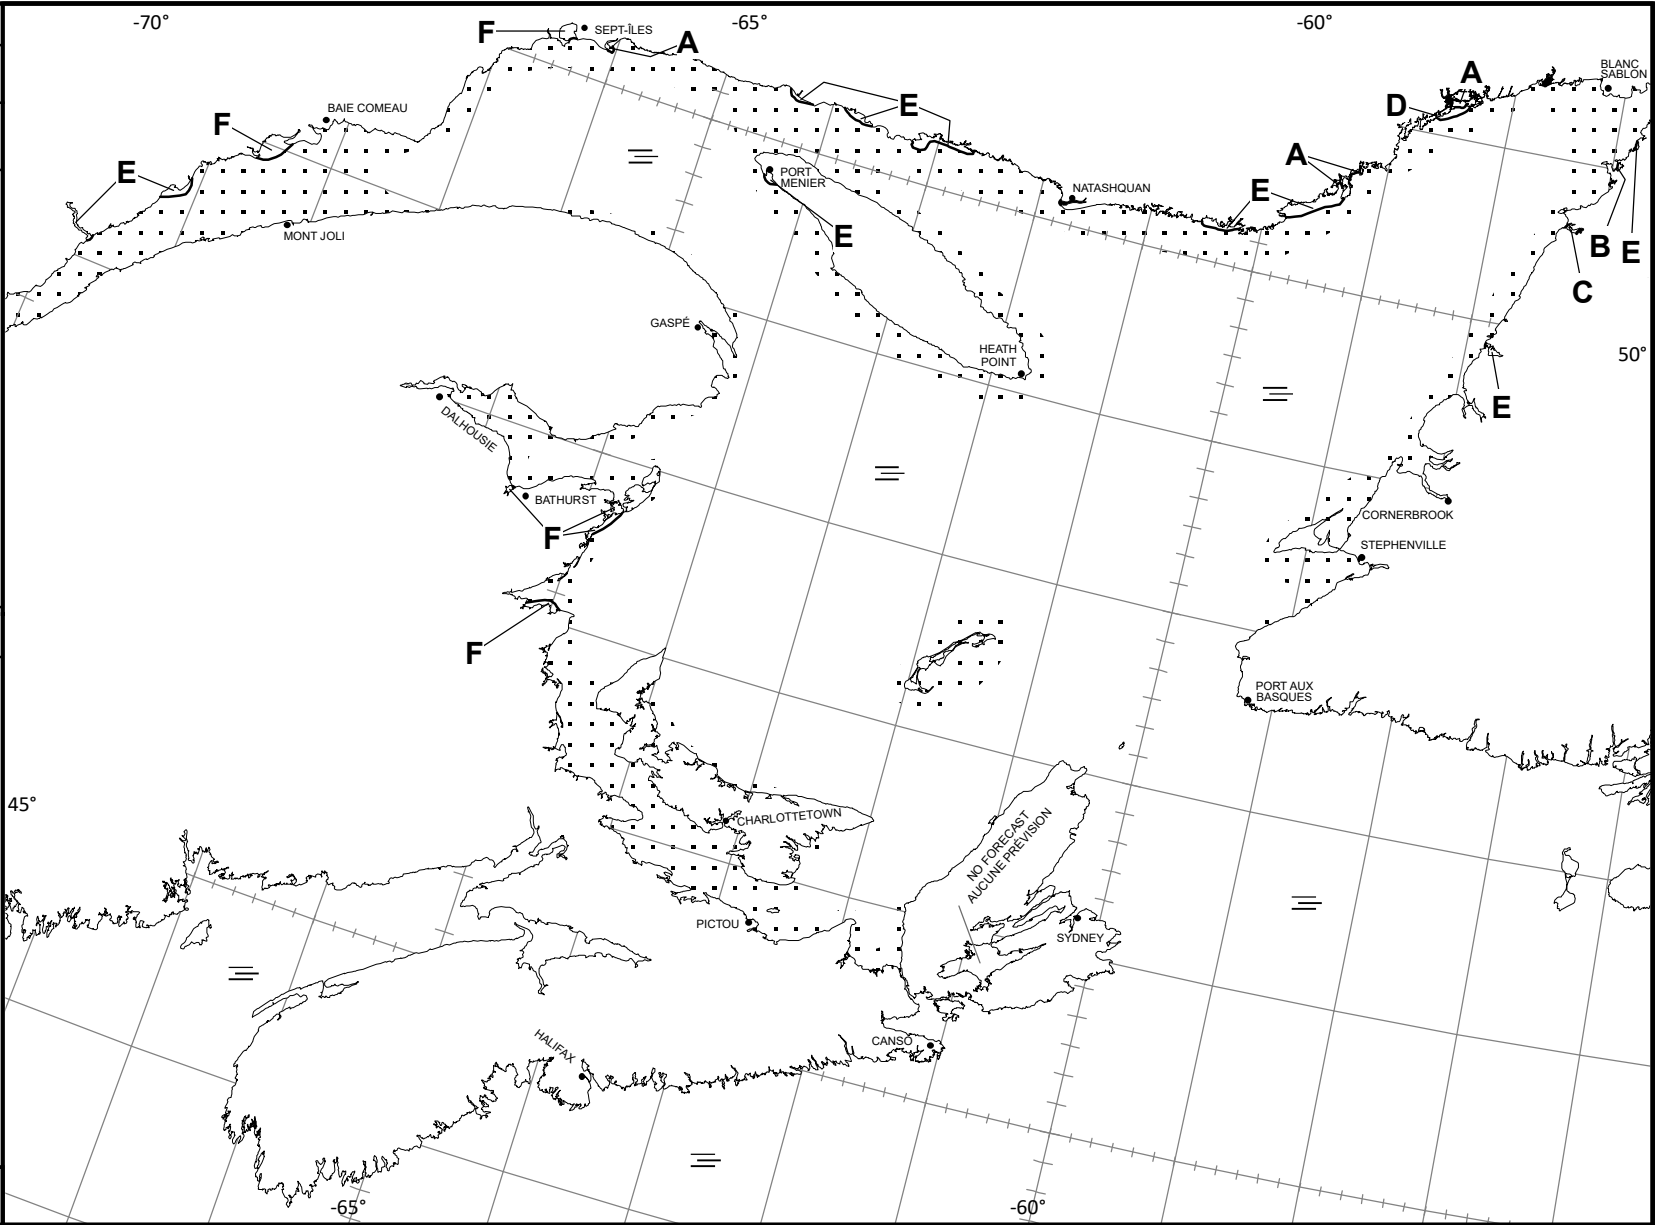 -70°
-65°
-60°
F
SEPT-ÎLES
A
BLANC
SABLON
A
E
D
BAIE COMEAU
F
A
E
PORT
MENIER
NATASHQUAN
E
MONT JOLI
E
B
E
C
GASPÉ
HEATH
POINT
50°
DALHOUSIE
E
BATHURST
CORNERBROOK
F
STEPHENVILLE
F
PORT AUX
BASQUES
45°
CHARLOTTETOWN
NO FORECAST
AUCUNE PRÉVISION
PICTOU
SYDNEY
HALIFAX
CANSO
-65°
-60°